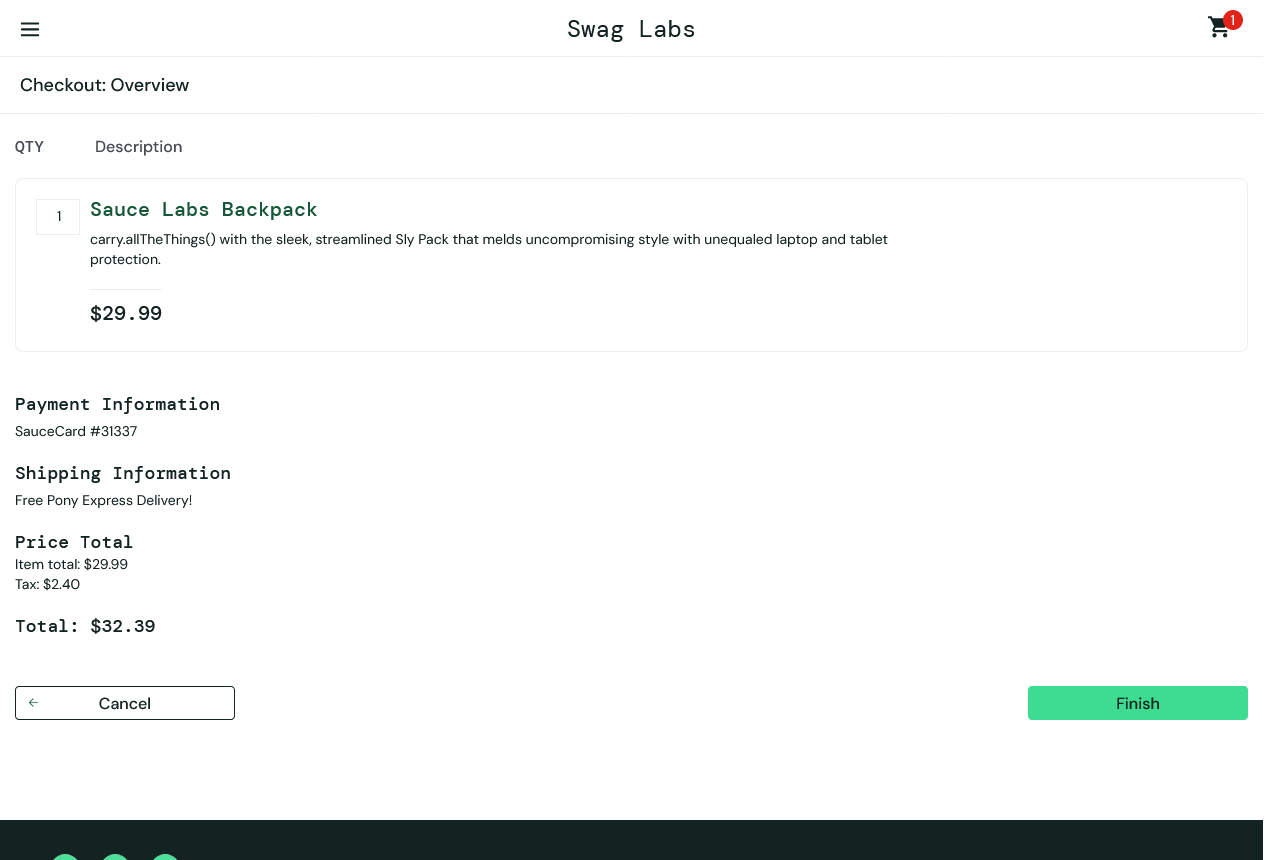 Swag Labs
1
Checkout: Overview
QTY Description
1
Sauce Labs Backpack
carry.allTheThings() with the sleek, streamlined Sly Pack that melds uncompromising style with unequaled laptop and tablet
protection.
$29.99
Payment Information
SauceCard #31337
Shipping Information
Free Pony Express Delivery!
Price Total
Item total: $29.99
Tax: $2.40
Total: $32.39
Cancel
Finish